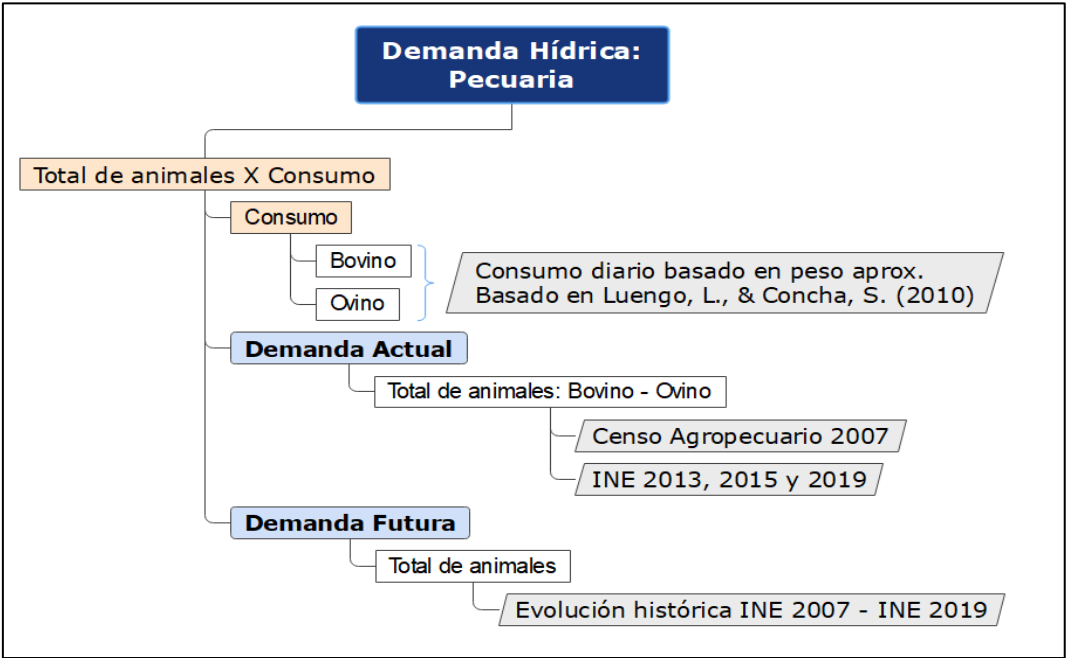 Demanda Hídrica:
Pecuaria
Total de animales X Consumo
Consumo
Bovino
Ovino
Consumo diario basado en peso aprox.
Basado en Luengo, L., & Concha, S. (2010)
Demanda Actual
Total de animales: Bovino - Ovino
Censo Agropecuario 2007
INE 2013, 2015 y 2019
Demanda Futura
Total de animales
Evolución histórica INE 2007 - INE 2019